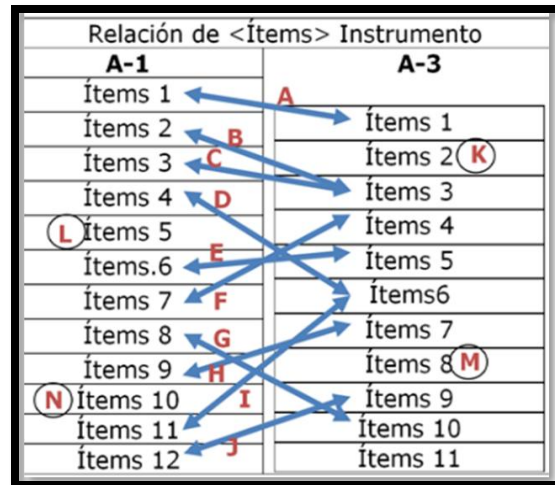 Relación de <Ítems> Instrumento
A-1 A-3
Ítems 1 A
Ítems 1
Ítems 2 B
Ítems 2 K
Ítems 3 C
Ítems 3
Ítems 4 D
Ítems 4
L Ítems 5
Ítems 5
Ítems.6 E
Ítems6
Ítems 7 F
Ítems 7
Ítems 8 G
Ítems 8 M
Ítems 9 H
Ítems 9
N Ítems 10 I
Ítems 10
Ítems 11
Ítems 11
Ítems 12 J